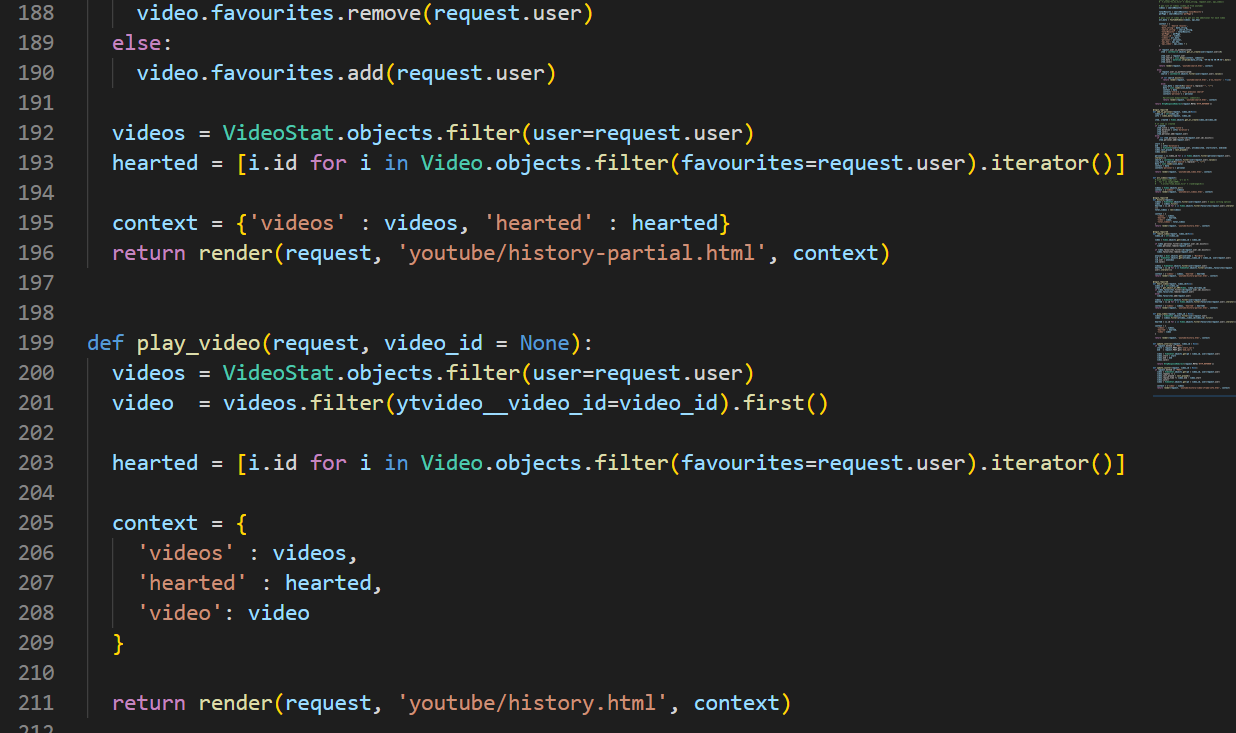 188 video.favourites.remove(request.user)
189 else:
190 video.favourites.add(request.user)
191
192 videos = VideoStat.objects.filter(user=request.user)
193 hearted = [i.id for i in Video.objects.filter(favourites=request.user).iterator()]
194
195 context = {'videos' : videos, 'hearted' : hearted}
196 return render(request, 'youtube/history-partial.html', context)
197
198
199 def play_video(request, video_id = None):
200 videos = VideoStat.objects.filter(user=request.user)
201 video  = videos.filter(ytvideo__video_id=video_id).first()
202
203 hearted = [i.id for i in Video.objects.filter(favourites=request.user).iterator()]
204
205 context = {
206 'videos' : videos,
207 'hearted' : hearted,
208 'video': video
209 }
210
211 return render(request, 'youtube/history.html', context)
212